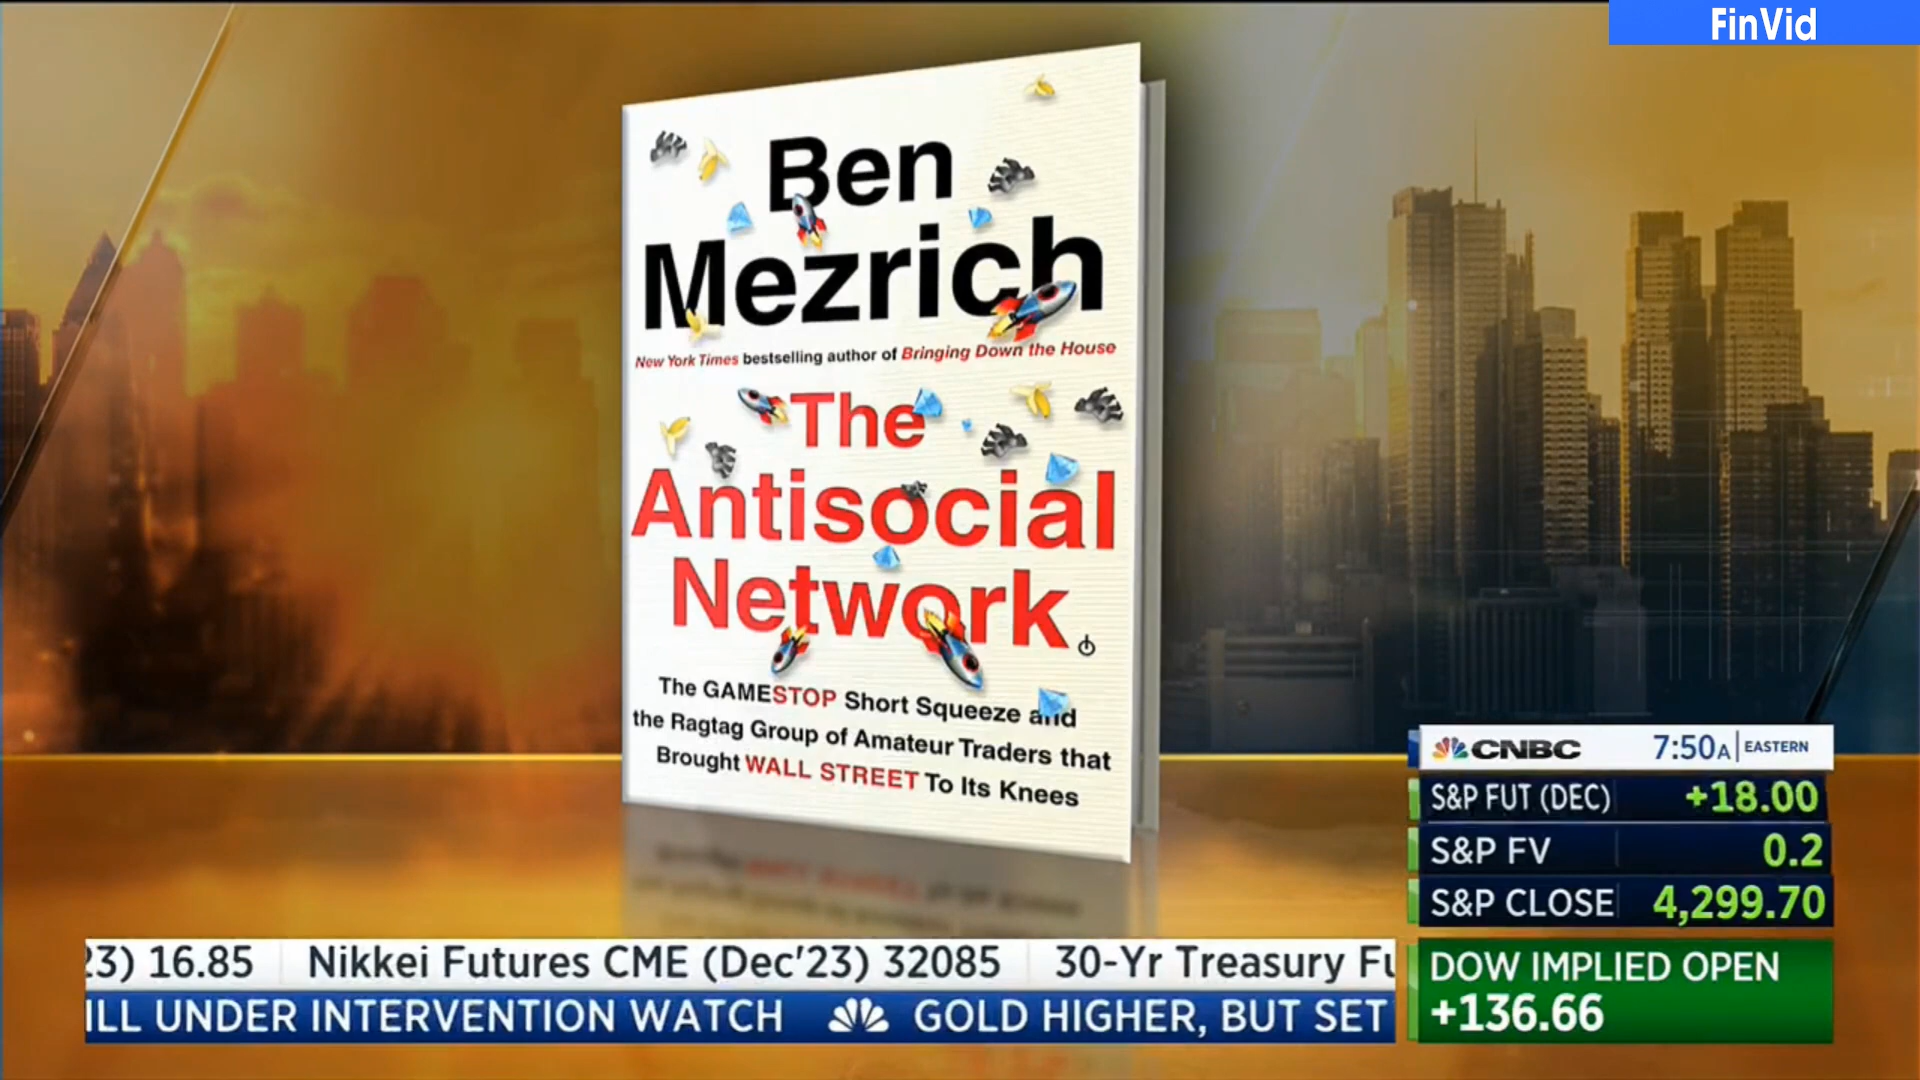 FinVid
Ben
Mezrich
New York Times bestselling author of Bringing Down the House
The
Antisocial
Network
The GAMESTOP Short Squeeze and
the Ragtag Group of Amateur Traders that
Brought WALL STREET To Its Knees
CNBC 7:50A EASTERN
S&P FUT (DEC) +18.00
S&P FV 0.2
S&P CLOSE 4,299.70
DOW IMPLIED OPEN
+136.66
23) 16.85 Nikkei Futures CME (Dec'23) 32085 30-Yr Treasury Fu
ILL UNDER INTERVENTION WATCH GOLD HIGHER, BUT SET